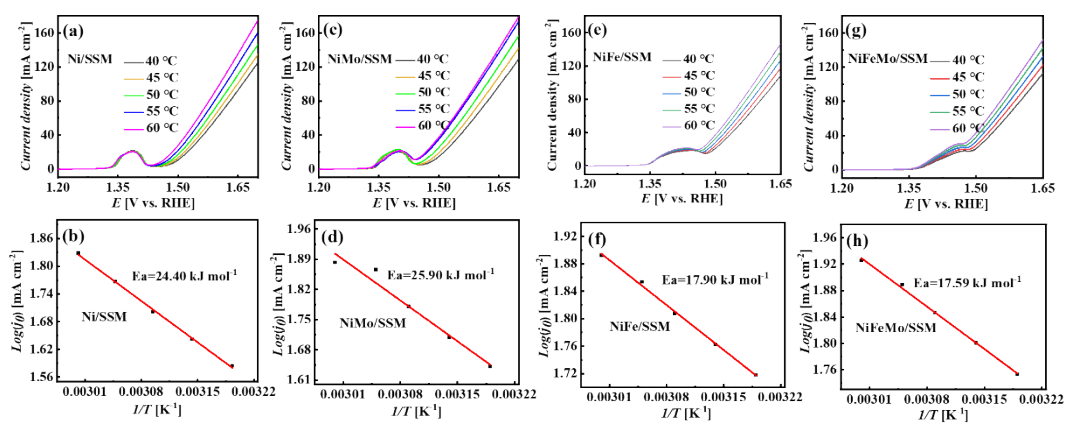 (a)
Ni/SSM
40 ℃
45 ℃
50 ℃
55 ℃
60 ℃
Current density [mA cm⁻²]
160
120
80
40
0
1.20
1.35
1.50
1.65
E [V vs. RHE]
(c)
NiMo/SSM
40 ℃
45 ℃
50 ℃
55 ℃
60 ℃
Current density [mA cm⁻²]
160
120
80
40
0
1.20
1.35
1.50
1.65
E [V vs. RHE]
(e)
NiFe/SSM
40 ℃
45 ℃
50 ℃
55 ℃
60 ℃
Current density [mA cm⁻²]
160
120
80
40
0
1.20
1.35
1.50
1.65
E [V vs. RHE]
(g)
NiFeMo/SSM
40 ℃
45 ℃
50 ℃
55 ℃
60 ℃
Current density [mA cm⁻²]
160
120
80
40
0
1.20
1.35
1.50
1.65
E [V vs. RHE]
(b)
Ea=24.40 kJ mol⁻¹
Ni/SSM
Log(j₀) [mA cm⁻²]
1.86
1.80
1.74
1.68
1.62
1.56
0.00301
0.00308
0.00315
0.00322
1/T [K⁻¹]
(d)
Ea=25.90 kJ mol⁻¹
NiMo/SSM
Log(j₀) [mA cm⁻²]
1.96
1.89
1.82
1.75
1.68
1.61
0.00301
0.00308
0.00315
0.00322
1/T [K⁻¹]
(f)
Ea=17.90 kJ mol⁻¹
NiFe/SSM
Log(j₀) [mA cm⁻²]
1.92
1.88
1.84
1.80
1.76
1.72
0.00301
0.00308
0.00315
0.00322
1/T [K⁻¹]
(h)
Ea=17.59 kJ mol⁻¹
NiFeMo/SSM
Log(j₀) [mA cm⁻²]
1.96
1.92
1.88
1.84
1.80
1.76
0.00301
0.00308
0.00315
0.00322
1/T [K⁻¹]